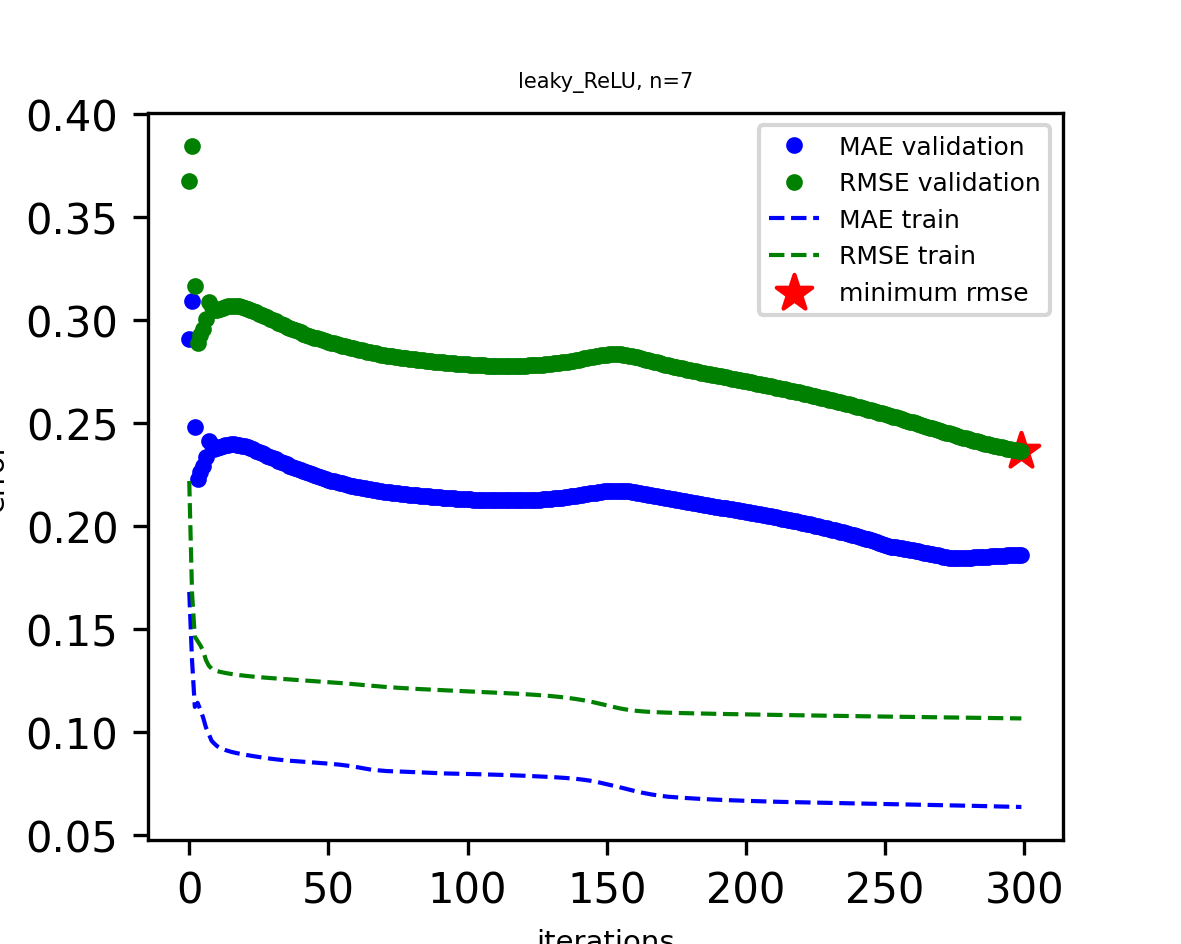 leaky_ReLU, n=7
0.40
0.35
0.30
0.25
0.20
0.15
0.10
0.05
MAE validation
RMSE validation
MAE train
RMSE train
minimum rmse
0 50 100 150 200 250 300
iterations